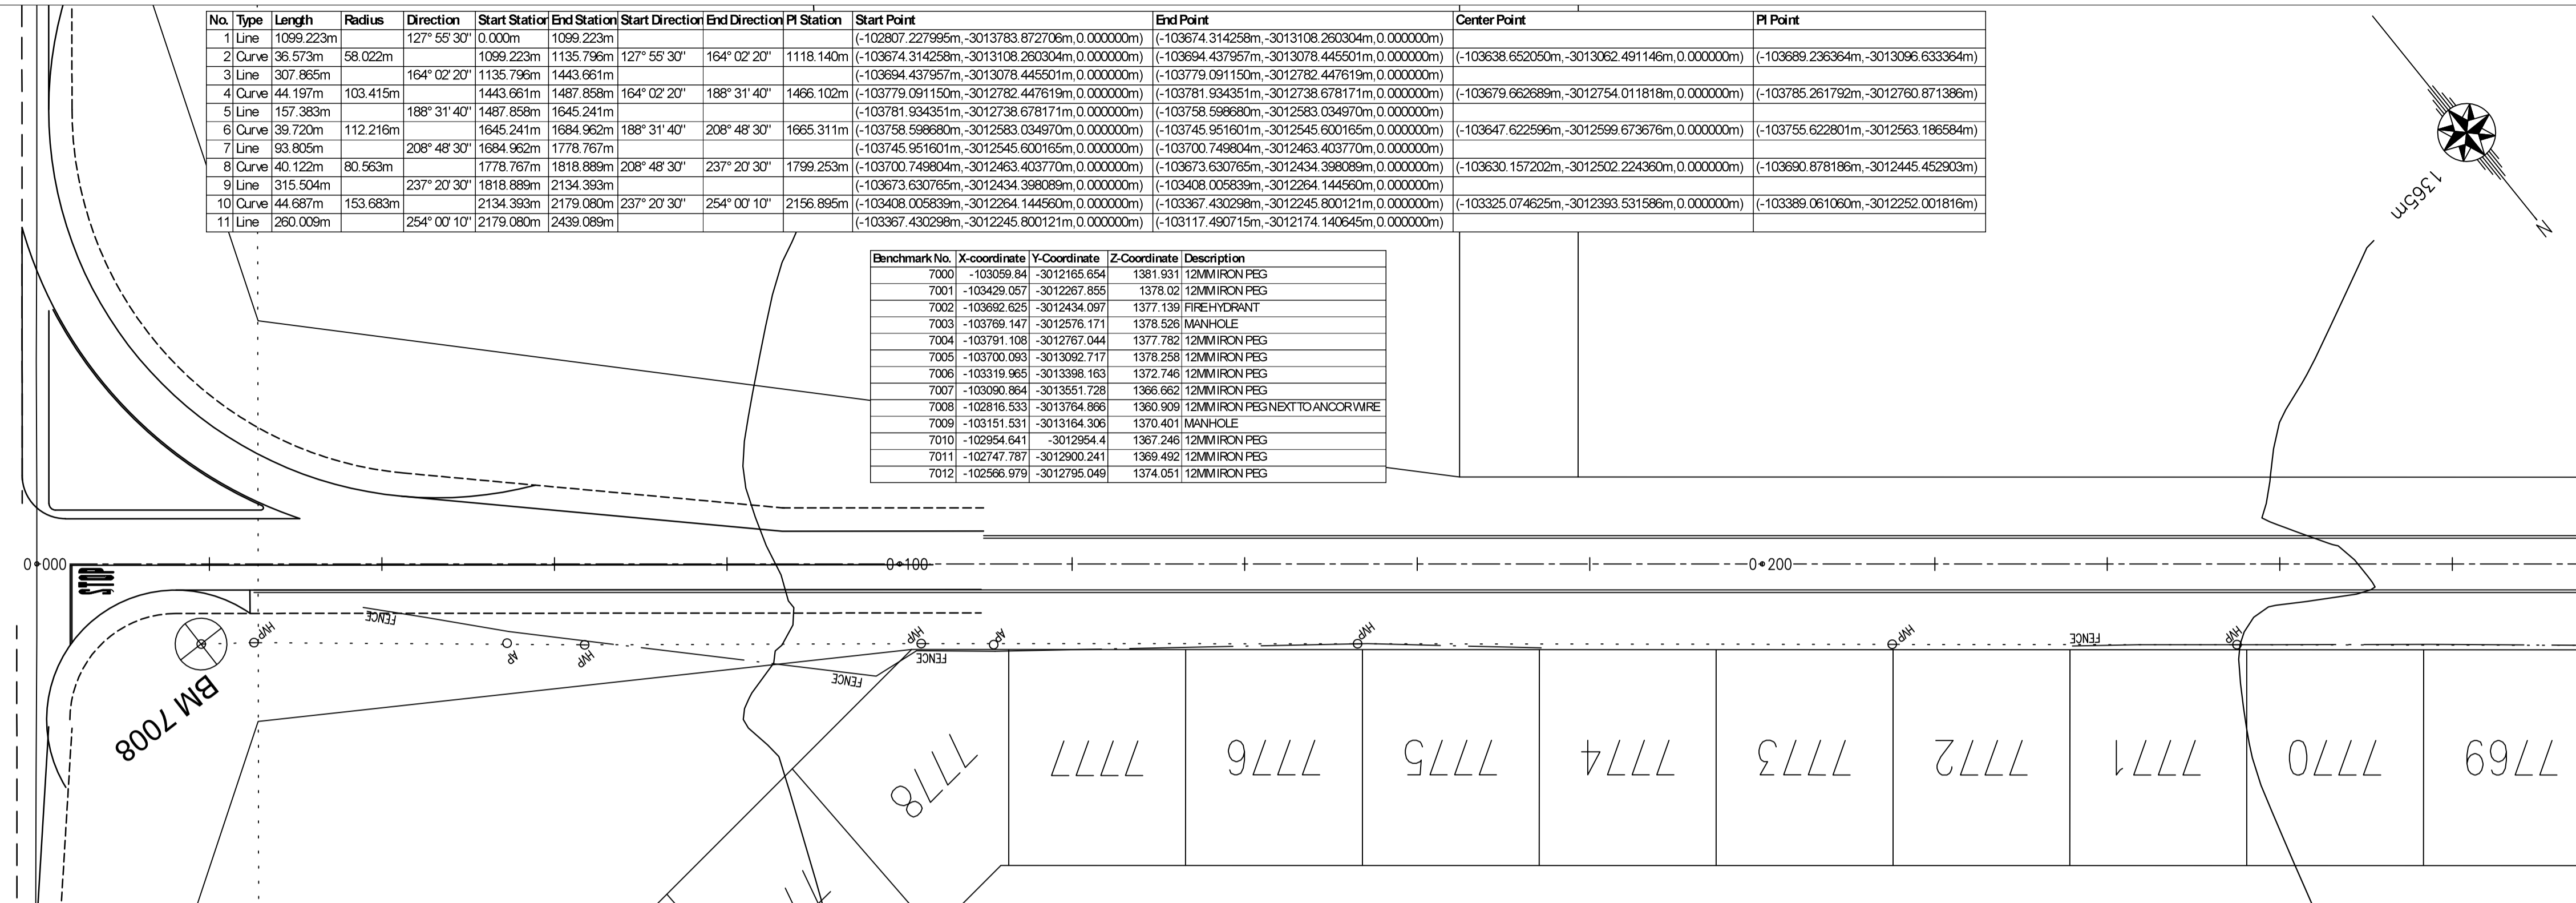 No. Type Length Radius Direction Start Station End Station Start Direction End Direction PI Station Start Point End Point Center Point PI Point
1 Line 1099.223m 127° 55' 30" 0.000m 1099.223m (-102807.227995m,-3013783.872706m,0.000000m) (-103674.314258m,-3013108.260304m,0.000000m)
2 Curve 36.573m 58.022m 1099.223m 1135.796m 127° 55' 30" 164° 02' 20" 1118.140m (-103674.314258m,-3013108.260304m,0.000000m) (-103694.437957m,-3013078.445501m,0.000000m) (-103638.652050m,-3013062.491146m,0.000000m) (-103689.236364m,-3013096.633364m)
3 Line 307.865m 164° 02' 20" 1135.796m 1443.661m (-103694.437957m,-3013078.445501m,0.000000m) (-103779.091150m,-3012782.447619m,0.000000m)
4 Curve 44.197m 103.415m 1443.661m 1487.858m 164° 02' 20" 188° 31' 40" 1466.102m (-103779.091150m,-3012782.447619m,0.000000m) (-103781.934351m,-3012738.678171m,0.000000m) (-103679.662689m,-3012754.011818m,0.000000m) (-103785.261792m,-3012760.871386m)
5 Line 157.383m 188° 31' 40" 1487.858m 1645.241m (-103781.934351m,-3012738.678171m,0.000000m) (-103758.598680m,-3012583.034970m,0.000000m)
6 Curve 39.720m 112.216m 1645.241m 1684.962m 188° 31' 40" 208° 48' 30" 1665.311m (-103758.598680m,-3012583.034970m,0.000000m) (-103745.951601m,-3012545.600165m,0.000000m) (-103647.622596m,-3012599.673676m,0.000000m) (-103755.622801m,-3012563.186584m)
7 Line 93.805m 208° 48' 30" 1684.962m 1778.767m (-103745.951601m,-3012545.600165m,0.000000m) (-103700.749804m,-3012463.403770m,0.000000m)
8 Curve 40.122m 80.563m 1778.767m 1818.889m 208° 48' 30" 237° 20' 30" 1799.253m (-103700.749804m,-3012463.403770m,0.000000m) (-103673.630765m,-3012434.398089m,0.000000m) (-103630.157202m,-3012502.224360m,0.000000m) (-103690.878186m,-3012445.452903m)
9 Line 315.504m 237° 20' 30" 1818.889m 2134.393m (-103673.630765m,-3012434.398089m,0.000000m) (-103408.005839m,-3012264.144560m,0.000000m)
10 Curve 44.687m 153.683m 2134.393m 2179.080m 237° 20' 30" 254° 00' 10" 2156.895m (-103408.005839m,-3012264.144560m,0.000000m) (-103367.430298m,-3012245.800121m,0.000000m) (-103325.074625m,-3012393.531586m,0.000000m) (-103389.061060m,-3012252.001816m)
11 Line 260.009m 254° 00' 10" 2179.080m 2439.089m (-103367.430298m,-3012245.800121m,0.000000m) (-103117.490715m,-3012174.140645m,0.000000m)
1365m
N
Benchmark No. X-coordinate Y-Coordinate Z-Coordinate Description
7000 -103059.84 -3012165.654 1381.931 12MM IRON PEG
7001 -103429.057 -3012267.855 1378.02 12MM IRON PEG
7002 -103692.625 -3012434.097 1377.139 FIRE HYDRANT
7003 -103769.147 -3012576.171 1378.526 MANHOLE
7004 -103791.108 -3012767.044 1377.782 12MM IRON PEG
7005 -103700.093 -3013092.717 1378.258 12MM IRON PEG
7006 -103319.965 -3013398.163 1372.746 12MM IRON PEG
7007 -103090.864 -3013551.728 1366.662 12MM IRON PEG
7008 -102816.533 -3013764.866 1360.909 12MM IRON PEG NEXT TO ANCOR WIRE
7009 -103151.531 -3013164.306 1370.401 MANHOLE
7010 -102954.641 -3012954.4 1367.246 12MM IRON PEG
7011 -102747.787 -3012900.241 1369.492 12MM IRON PEG
7012 -102566.979 -3012795.049 1374.051 12MM IRON PEG
0+000
0+100
0+200
STOP
FENCE
HVP
AP
HVP
HVP
AP
HVP
HVP
FENCE
HVP
FENCE
FENCE
BM 7008
7778
7777
7776
7775
7774
7773
7772
7771
7770
7769